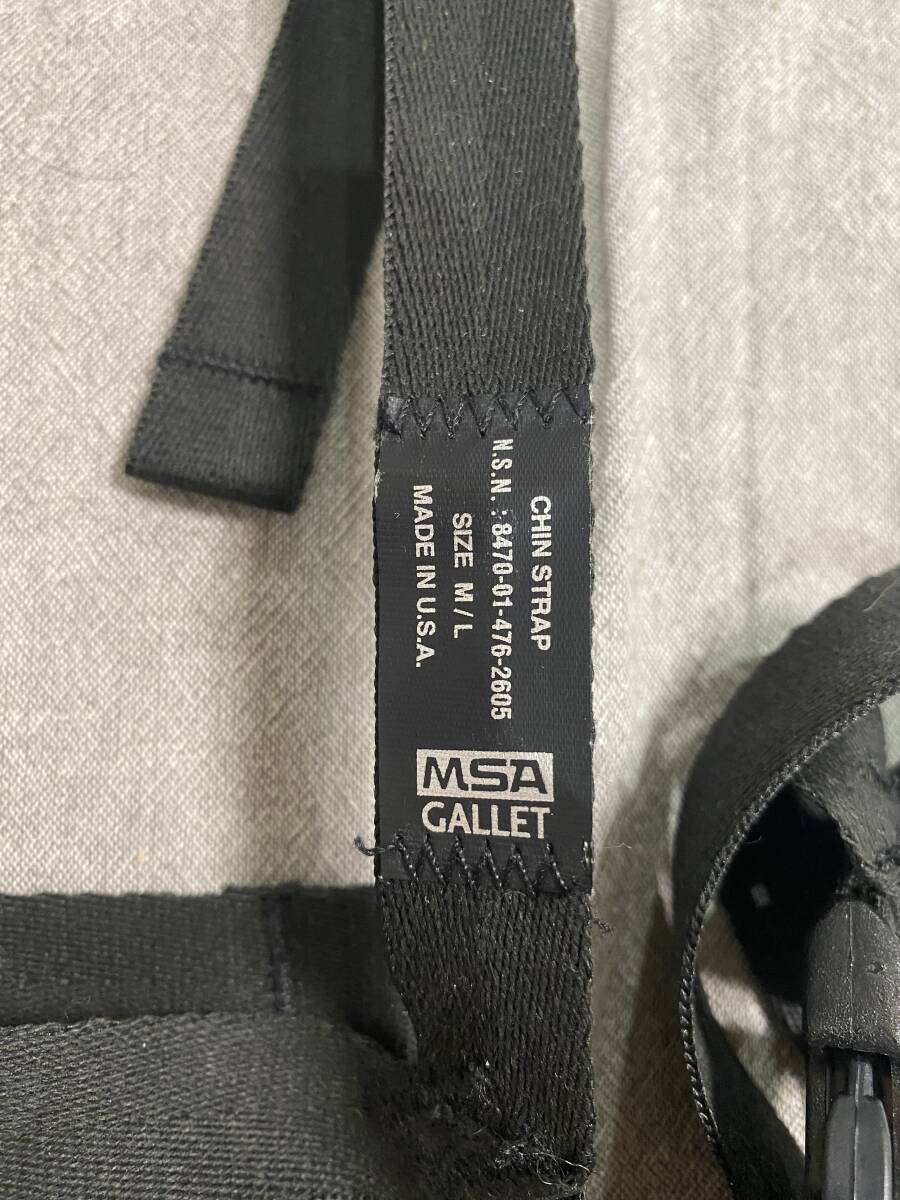 CHIN STRAP
N.S.N. : 8470-01-476-2605
SIZE M/L
MADE IN U.S.A.
MSA
GALLET